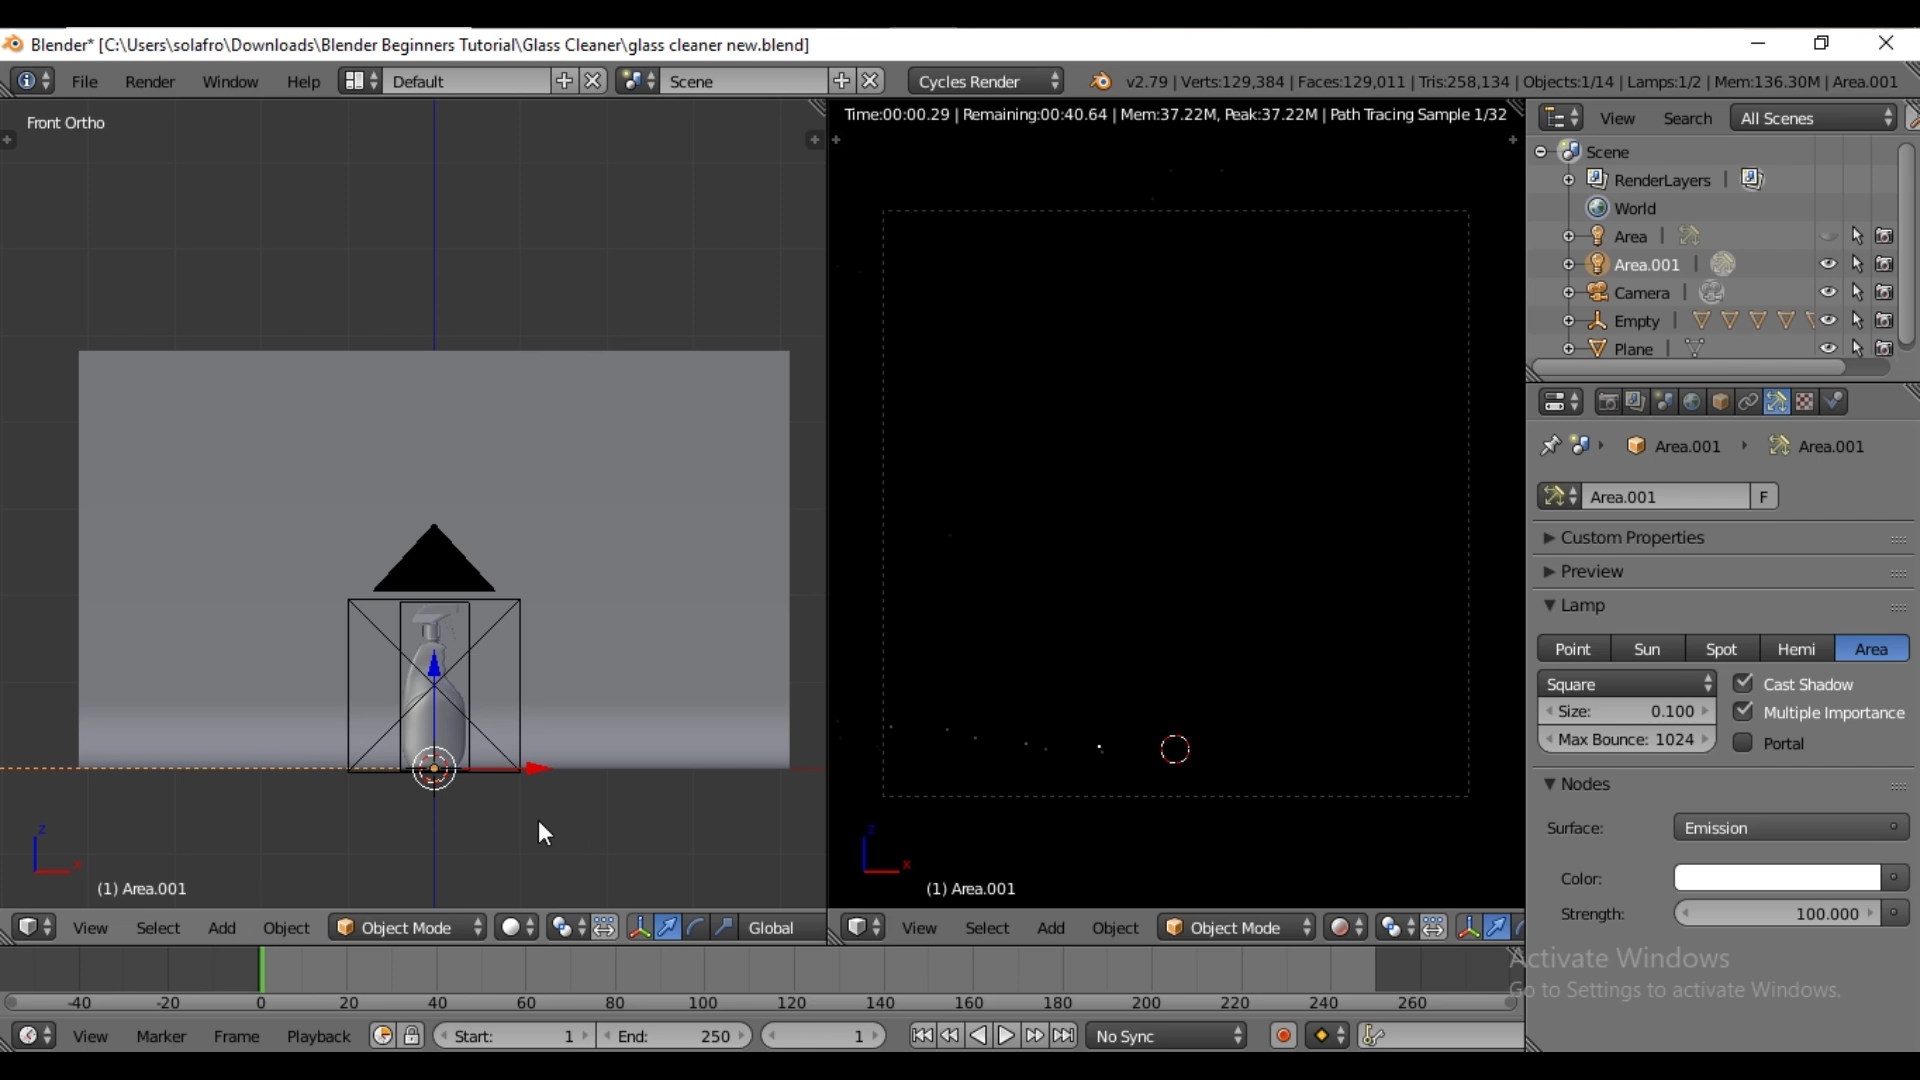 Blender* [C:\Users\solafro\Downloads\Blender Beginners Tutorial\Glass Cleaner\glass cleaner new.blend]
File Render Window Help Default Scene Cycles Render v2.79 | Verts:129,384 | Faces:129,011 | Tris:258,134 | Objects:1/14 | Lamps:1/2 | Mem:136.30M | Area.001
Front Ortho
Time:00:00.29 | Remaining:00:40.64 | Mem:37.22M, Peak:37.22M | Path Tracing Sample 1/32
View Search All Scenes
Scene
RenderLayers |
World
Area |
Area.001 |
Camera |
Empty |
Plane |
Area.001 Area.001
Area.001 F
Custom Properties
Preview
Lamp
Point Sun Spot Hemi Area
Square Cast Shadow
Size: 0.100 Multiple Importance
Max Bounce: 1024 Portal
Nodes
Surface: Emission
Color:
Strength: 100.000
z
x
(1) Area.001
z
x
(1) Area.001
View Select Add Object Object Mode Global
View Select Add Object Object Mode
Activate Windows
Go to Settings to activate Windows.
-40 -20 0 20 40 60 80 100 120 140 160 180 200 220 240 260
View Marker Frame Playback Start: 1 End: 250 1 No Sync